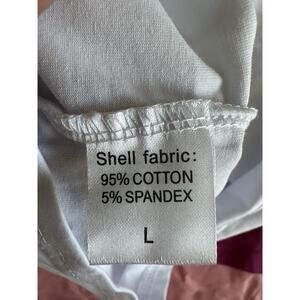 Shell fabric:
95% COTTON
5% SPANDEX
L